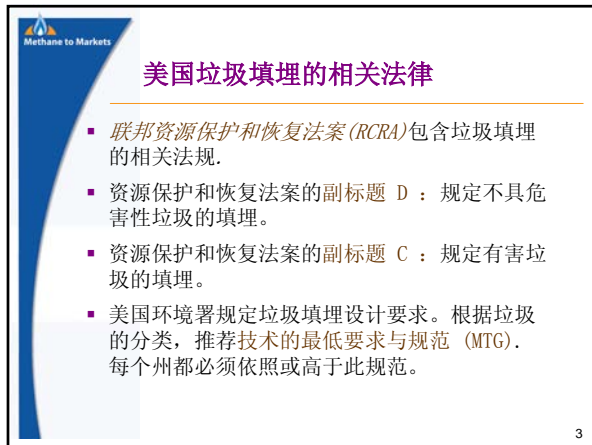 Methane to Markets
美国垃圾填埋的相关法律
▪ 联邦资源保护和恢复法案(RCRA)包含垃圾填埋
的相关法规.
▪ 资源保护和恢复法案的副标题 D ：规定不具危
害性垃圾的填埋。
▪ 资源保护和恢复法案的副标题 C ：规定有害垃
圾的填埋。
▪ 美国环境署规定垃圾填埋设计要求。根据垃圾
的分类，推荐技术的最低要求与规范 (MTG).
每个州都必须依照或高于此规范。
3